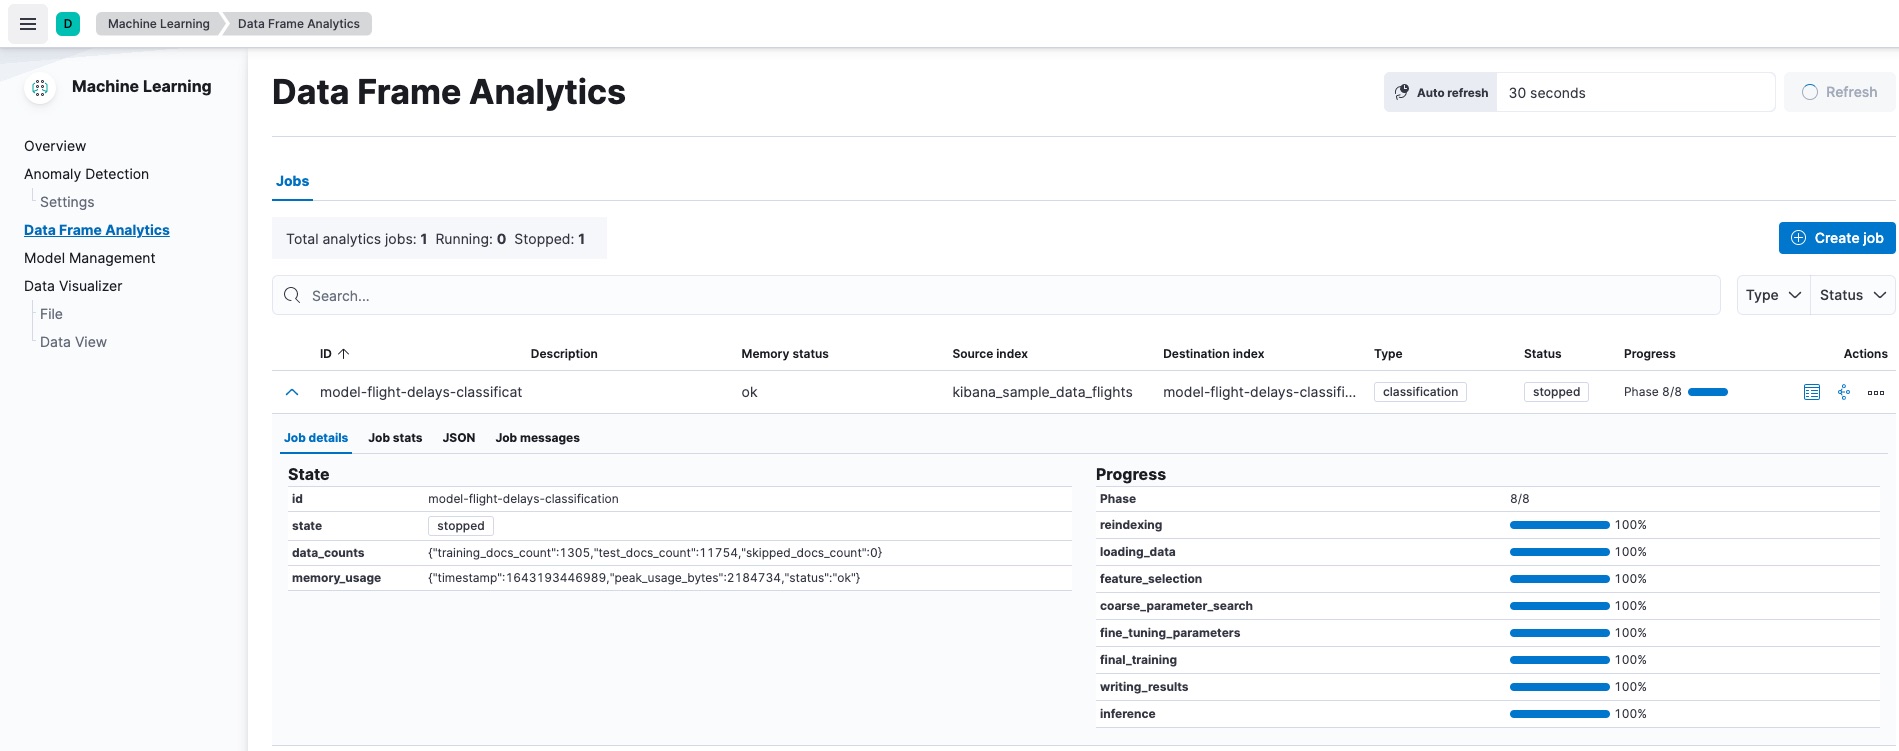 D Machine Learning Data Frame Analytics
Machine Learning
Overview
Anomaly Detection
Settings
Data Frame Analytics
Model Management
Data Visualizer
File
Data View
Data Frame Analytics
Auto refresh 30 seconds Refresh
Jobs
Total analytics jobs: 1 Running: 0 Stopped: 1
Create job
Search...
Type Status
ID Description Memory status Source index Destination index Type Status Progress Actions
model-flight-delays-classificat ok kibana_sample_data_flights model-flight-delays-classifi... classification stopped Phase 8/8
Job details Job stats JSON Job messages
State
id model-flight-delays-classification
state stopped
data_counts {"training_docs_count":1305,"test_docs_count":11754,"skipped_docs_count":0}
memory_usage {"timestamp":1643193446989,"peak_usage_bytes":2184734,"status":"ok"}
Progress
Phase 8/8
reindexing 100%
loading_data 100%
feature_selection 100%
coarse_parameter_search 100%
fine_tuning_parameters 100%
final_training 100%
writing_results 100%
inference 100%